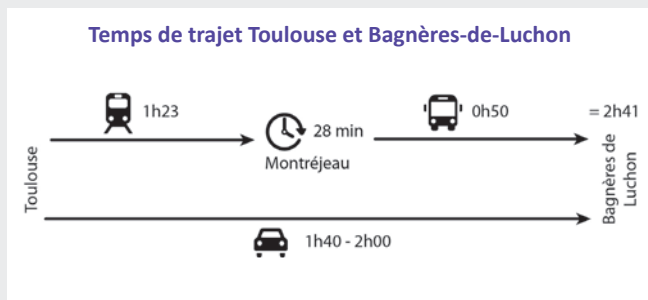 Temps de trajet Toulouse et Bagnères-de-Luchon
1h23
28 min
Montréjeau
0h50
= 2h41
Toulouse
Bagnères de
Luchon
1h40 - 2h00